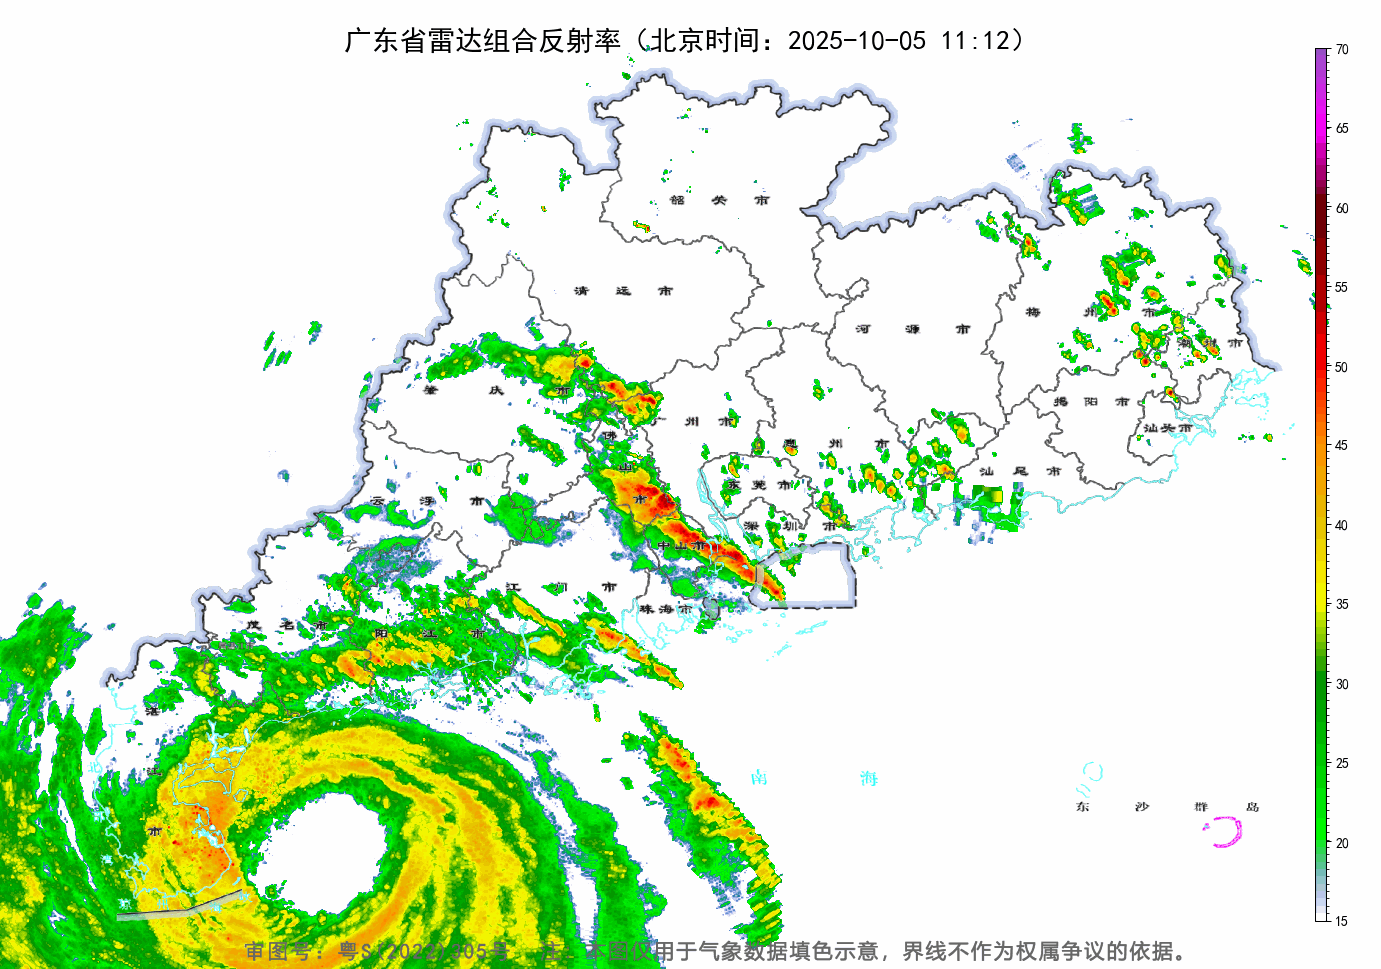 广东省雷达组合反射率（北京时间：2025-10-05 11:12）
70
65
60
55
50
45
40
35
30
25
20
15
韶关市
清远市
河源市
梅州市
潮州市
肇庆市
广州市
揭阳市
汕头市
佛山市
惠州市
汕尾市
东莞市
云浮市
深圳市
中山市
江门市
珠海市
茂名市
阳江市
湛江市
南海
东沙群岛
审图号：粤S(2022)305号 注：本图仅用于气象数据填色示意，界线不作为权属争议的依据。